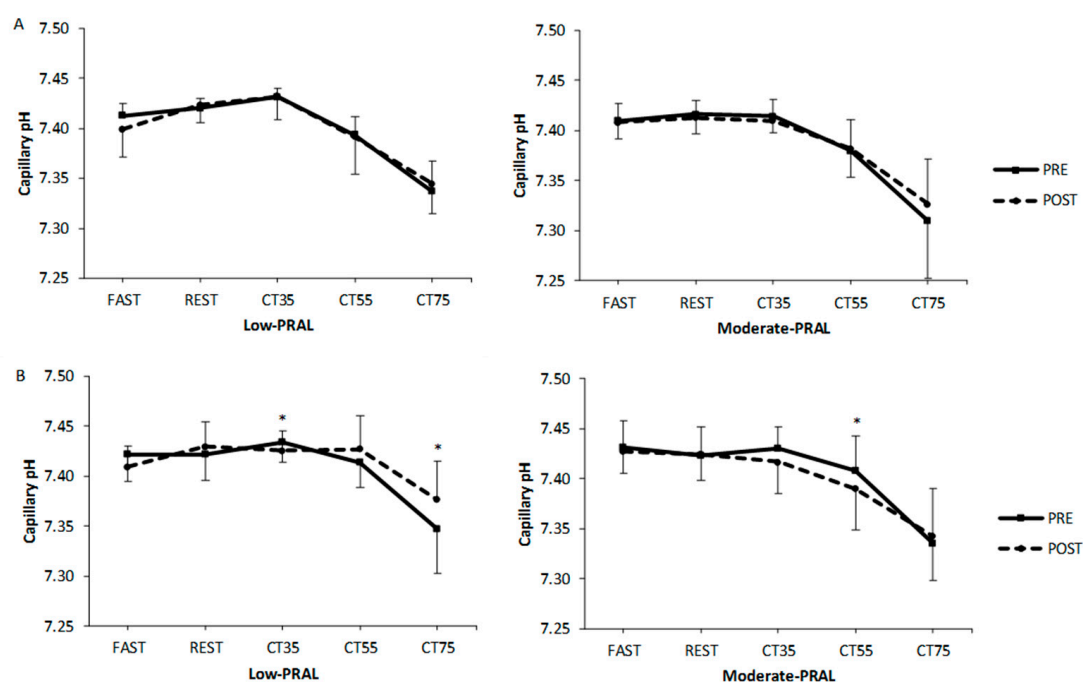 A
7.50
7.45
7.40
7.35
7.30
7.25
Capillary pH
FAST REST CT35 CT55 CT75
Low-PRAL
7.50
7.45
7.40
7.35
7.30
7.25
Capillary pH
FAST REST CT35 CT55 CT75
Moderate-PRAL
PRE
POST
B
7.50
7.45
7.40
7.35
7.30
7.25
Capillary pH
*
*
FAST REST CT35 CT55 CT75
Low-PRAL
7.50
7.45
7.40
7.35
7.30
7.25
Capillary pH
*
FAST REST CT35 CT55 CT75
Moderate-PRAL
PRE
POST